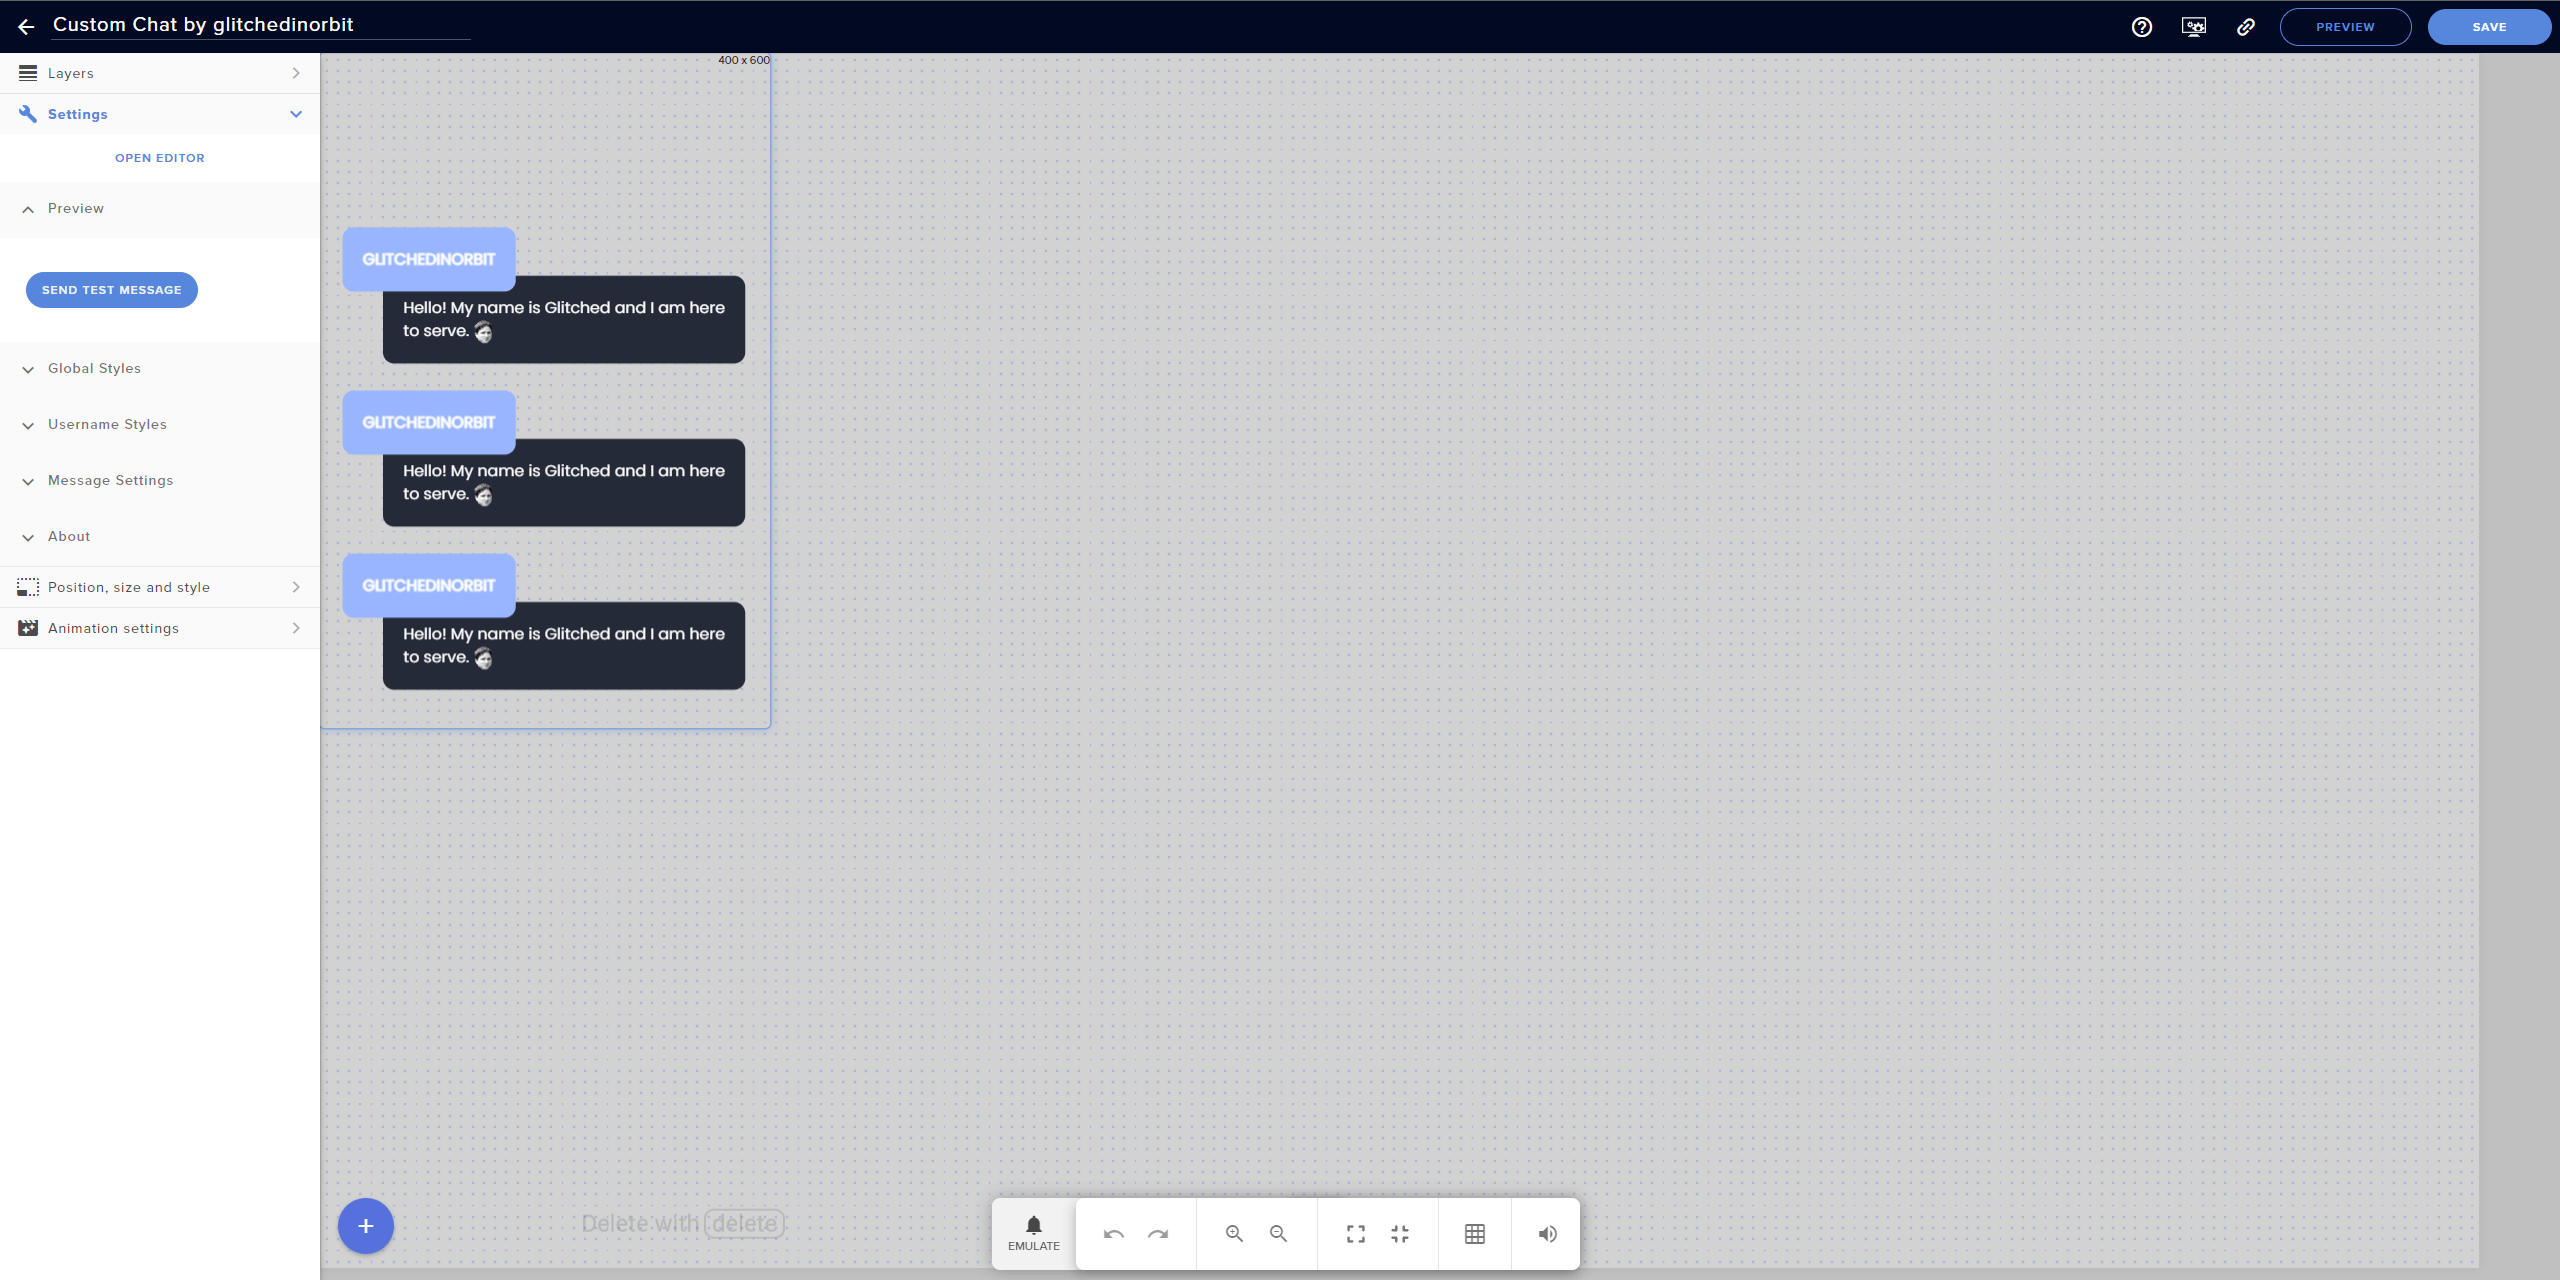 Custom Chat by glitchedinorbit
PREVIEW
SAVE
Layers
Settings
OPEN EDITOR
Preview
SEND TEST MESSAGE
Global Styles
Username Styles
Message Settings
About
Position, size and style
Animation settings
400 x 600
GLITCHEDINORBIT
Hello! My name is Glitched and I am here
to serve.
GLITCHEDINORBIT
Hello! My name is Glitched and I am here
to serve.
GLITCHEDINORBIT
Hello! My name is Glitched and I am here
to serve.
Delete with delete
EMULATE